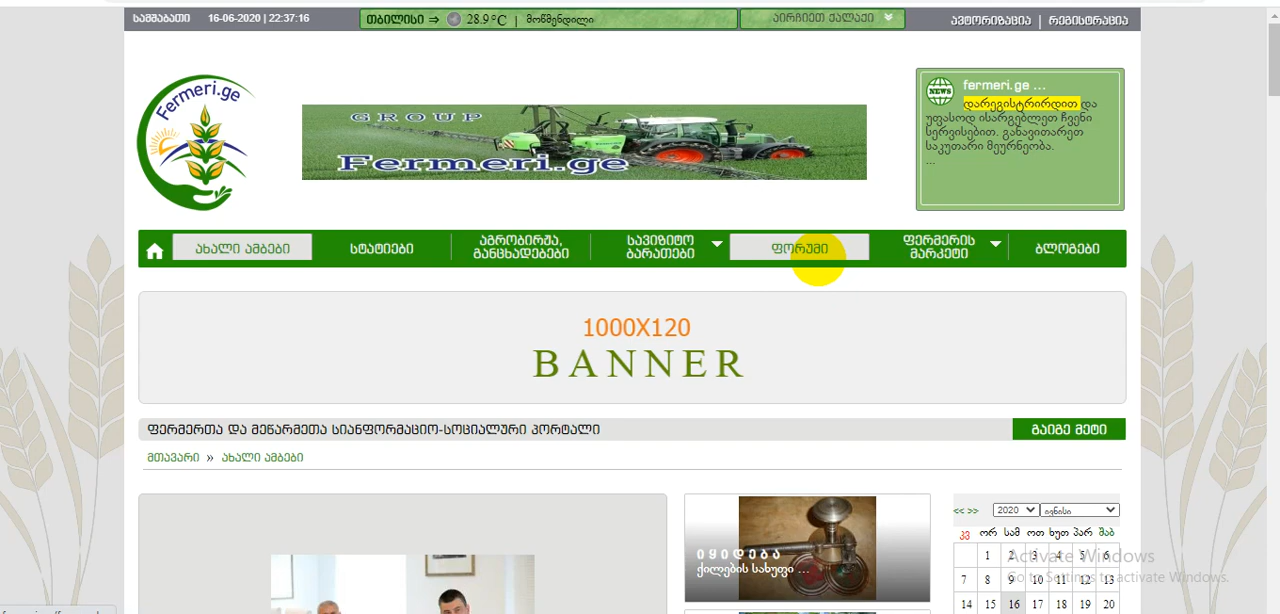 სამშაბათი 16-06-2020 | 22:37:16
თბილისი ⇒ 28.9 °C | მოწმენდილი
აირჩიეთ ქალაქი
ავტორიზაცია | რეგისტრაცია
Fermeri.ge
GROUP
Fermeri.ge
NEWS
fermeri.ge ...
დარეგისტრირდით და
უფასოდ ისარგებლეთ ჩვენი
სერვისებით. განავითარეთ
საკუთარი მეურნეობა.
...
ახალი ამბები
სტატიები
აგრობირჟა,
განცხადებები
სავიზიტო
ბარათები
ფორუმი
ფერმერის
მარკეტი
ბლოგები
1000X120
BANNER
ფერმერთა და მეწარმეთა საინფორმაციო-სოციალური პორტალი
გაიგე მეტი
მთავარი » ახალი ამბები
იყიდება
ქილების სახუფი ...
<< >> 2020 ივნისი
კვ ორ სამ ოთ ხუთ პარ შაბ
1 2 3 4 5 6
7 8 9 10 11 12 13
14 15 16 17 18 19 20
Activate Windows
Go to Settings to activate Windows.